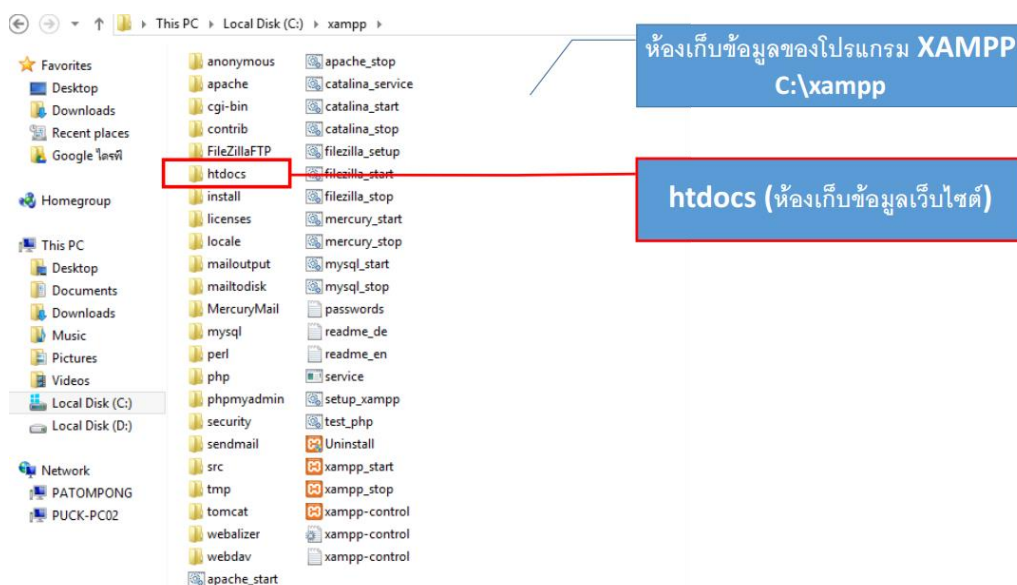 This PC Local Disk (C:) xampp
Favorites
Desktop
Downloads
Recent places
Google ไดรฟ์
Homegroup
This PC
Desktop
Documents
Downloads
Music
Pictures
Videos
Local Disk (C:)
Local Disk (D:)
Network
PATOMPONG
PUCK-PC02
anonymous
apache
cgi-bin
contrib
FileZillaFTP
htdocs
install
licenses
locale
mailoutput
mailtodisk
MercuryMail
mysql
perl
php
phpmyadmin
security
sendmail
src
tmp
tomcat
webalizer
webdav
apache_start
apache_stop
catalina_service
catalina_start
catalina_stop
filezilla_setup
filezilla_start
filezilla_stop
mercury_start
mercury_stop
mysql_start
mysql_stop
passwords
readme_de
readme_en
service
setup_xampp
test_php
Uninstall
xampp_start
xampp_stop
xampp-control
xampp-control
xampp-control
ห้องเก็บข้อมูลของโปรแกรม XAMPP
C:\xampp
htdocs (ห้องเก็บข้อมูลเว็บไซต์)